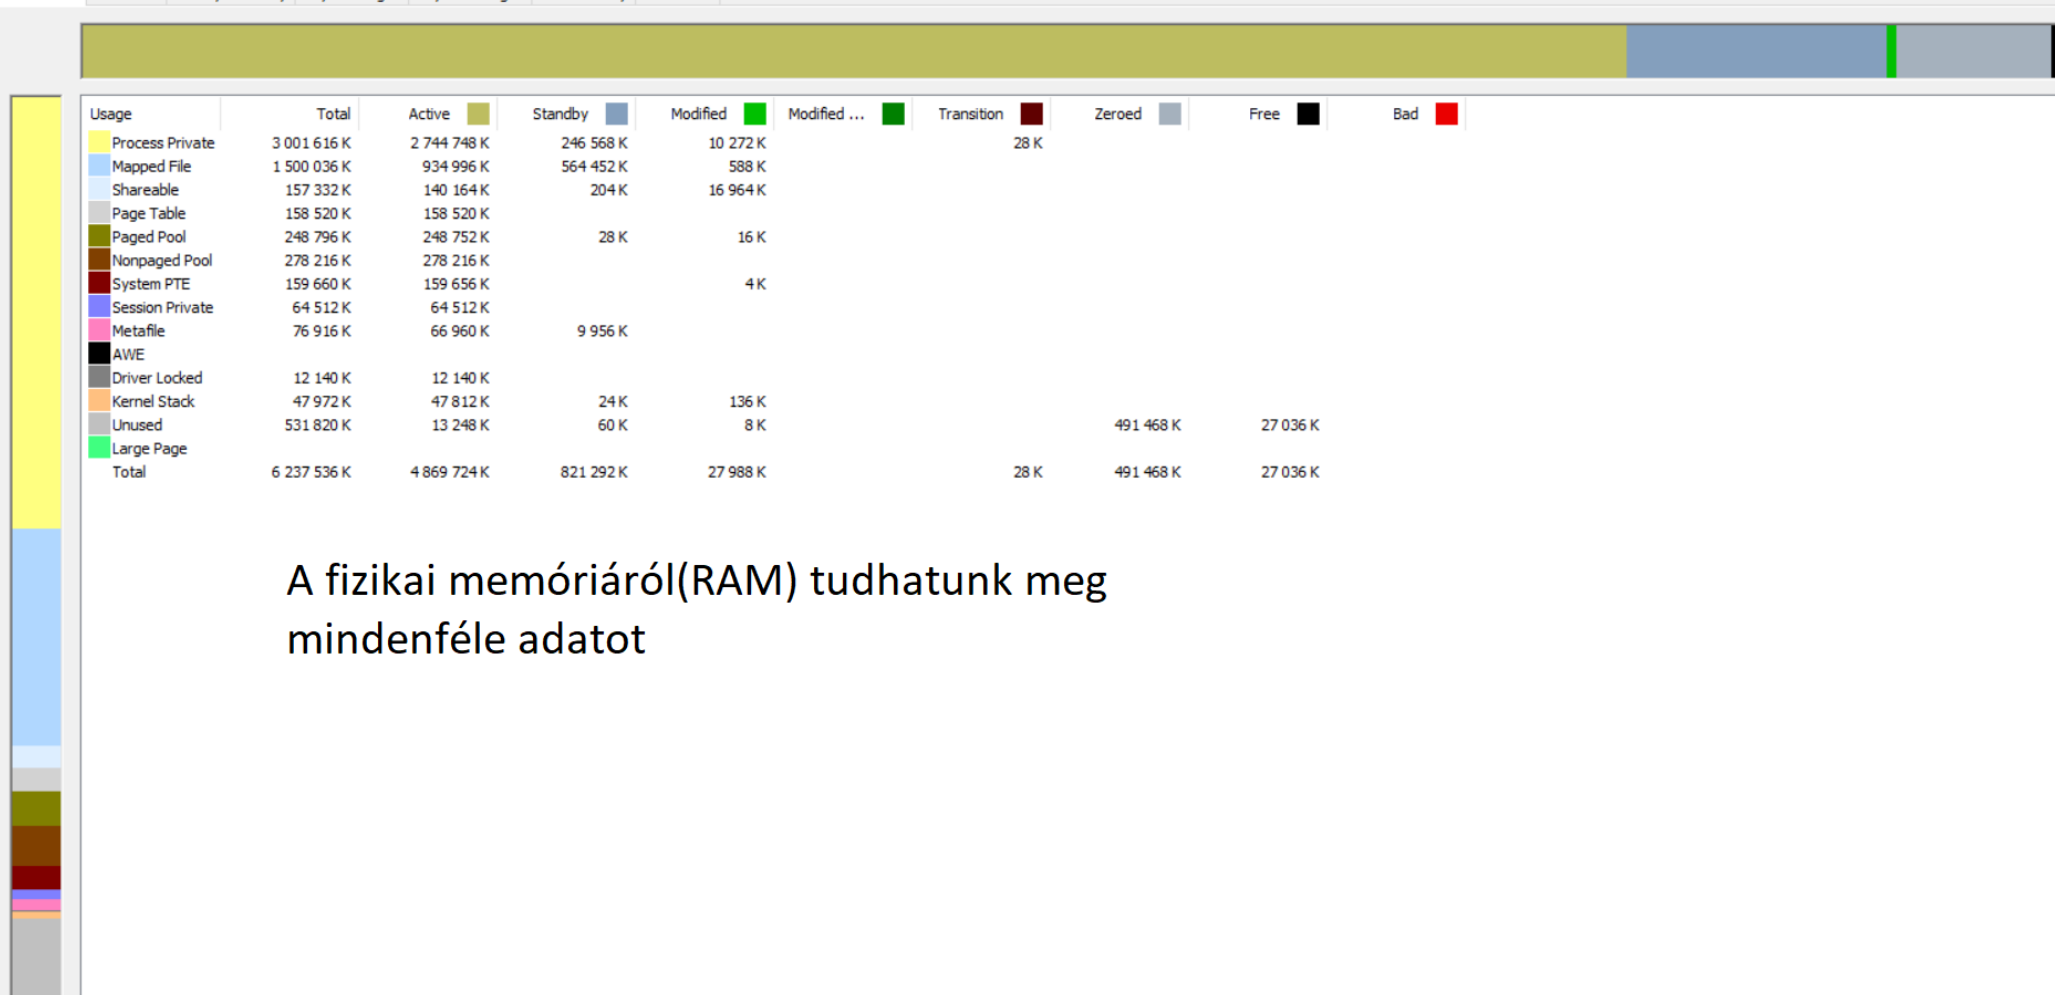 Usage Total Active Standby Modified Modified ... Transition Zeroed Free Bad
Process Private 3 001 616 K 2 744 748 K 246 568 K 10 272 K 28 K
Mapped File 1 500 036 K 934 996 K 564 452 K 588 K
Shareable 157 332 K 140 164 K 204 K 16 964 K
Page Table 158 520 K 158 520 K
Paged Pool 248 796 K 248 752 K 28 K 16 K
Nonpaged Pool 278 216 K 278 216 K
System PTE 159 660 K 159 656 K 4 K
Session Private 64 512 K 64 512 K
Metafile 76 916 K 66 960 K 9 956 K
AWE
Driver Locked 12 140 K 12 140 K
Kernel Stack 47 972 K 47 812 K 24 K 136 K
Unused 531 820 K 13 248 K 60 K 8 K 491 468 K 27 036 K
Large Page
Total 6 237 536 K 4 869 724 K 821 292 K 27 988 K 28 K 491 468 K 27 036 K
A fizikai memóriáról(RAM) tudhatunk meg
mindenféle adatot